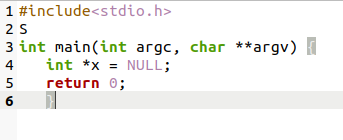 1 #include<stdio.h>
2 S
3 int main(int argc, char **argv) {
4    int *x = NULL;
5    return 0;
6    }